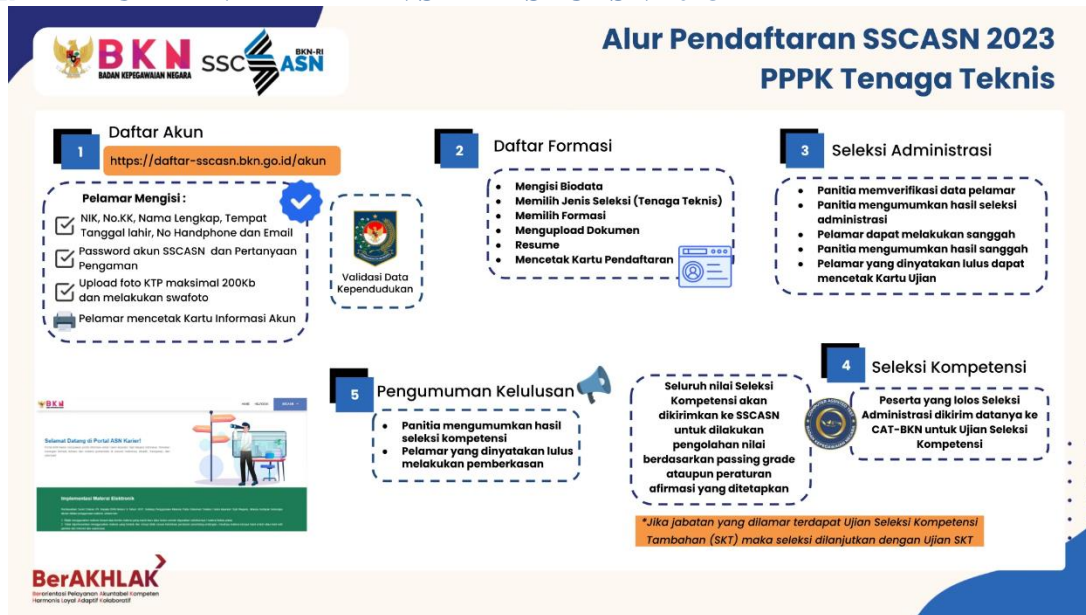 BKN
BADAN KEPEGAWAIAN NEGARA
SSC
BKN-RI
ASN
Alur Pendaftaran SSCASN 2023
PPPK Tenaga Teknis
1
Daftar Akun
https://daftar-sscasn.bkn.go.id/akun
Pelamar Mengisi :
NIK, No.KK, Nama Lengkap, Tempat
Tanggal lahir, No Handphone dan Email
Password akun SSCASN dan Pertanyaan
Pengaman
Upload foto KTP maksimal 200Kb
dan melakukan swafoto
Pelamar mencetak Kartu Informasi Akun
Validasi Data
Kependudukan
2
Daftar Formasi
Mengisi Biodata
Memilih Jenis Seleksi (Tenaga Teknis)
Memilih Formasi
Mengupload Dokumen
Resume
Mencetak Kartu Pendaftaran
3
Seleksi Administrasi
Panitia memverifikasi data pelamar
Panitia mengumumkan hasil seleksi
administrasi
Pelamar dapat melakukan sanggah
Panitia mengumumkan hasil sanggah
Pelamar yang dinyatakan lulus dapat
mencetak Kartu Ujian
4
Seleksi Kompetensi
Peserta yang lolos Seleksi
Administrasi dikirim datanya ke
CAT-BKN untuk Ujian Seleksi
Kompetensi
Seluruh nilai Seleksi
Kompetensi akan
dikirimkan ke SSCASN
untuk dilakukan
pengolahan nilai
berdasarkan passing grade
ataupun peraturan
afirmasi yang ditetapkan
*Jika jabatan yang dilamar terdapat Ujian Seleksi Kompetensi
Tambahan (SKT) maka seleksi dilanjutkan dengan Ujian SKT
5
Pengumuman Kelulusan
Panitia mengumumkan hasil
seleksi kompetensi
Pelamar yang dinyatakan lulus
melakukan pemberkasan
BKN
Selamat Datang di Portal ASN Karier!
Implementasi Materai Elektronik
BerAKHLAK
Berorientasi Pelayanan Akuntabel Kompeten
Harmonis Loyal Adaptif Kolaboratif